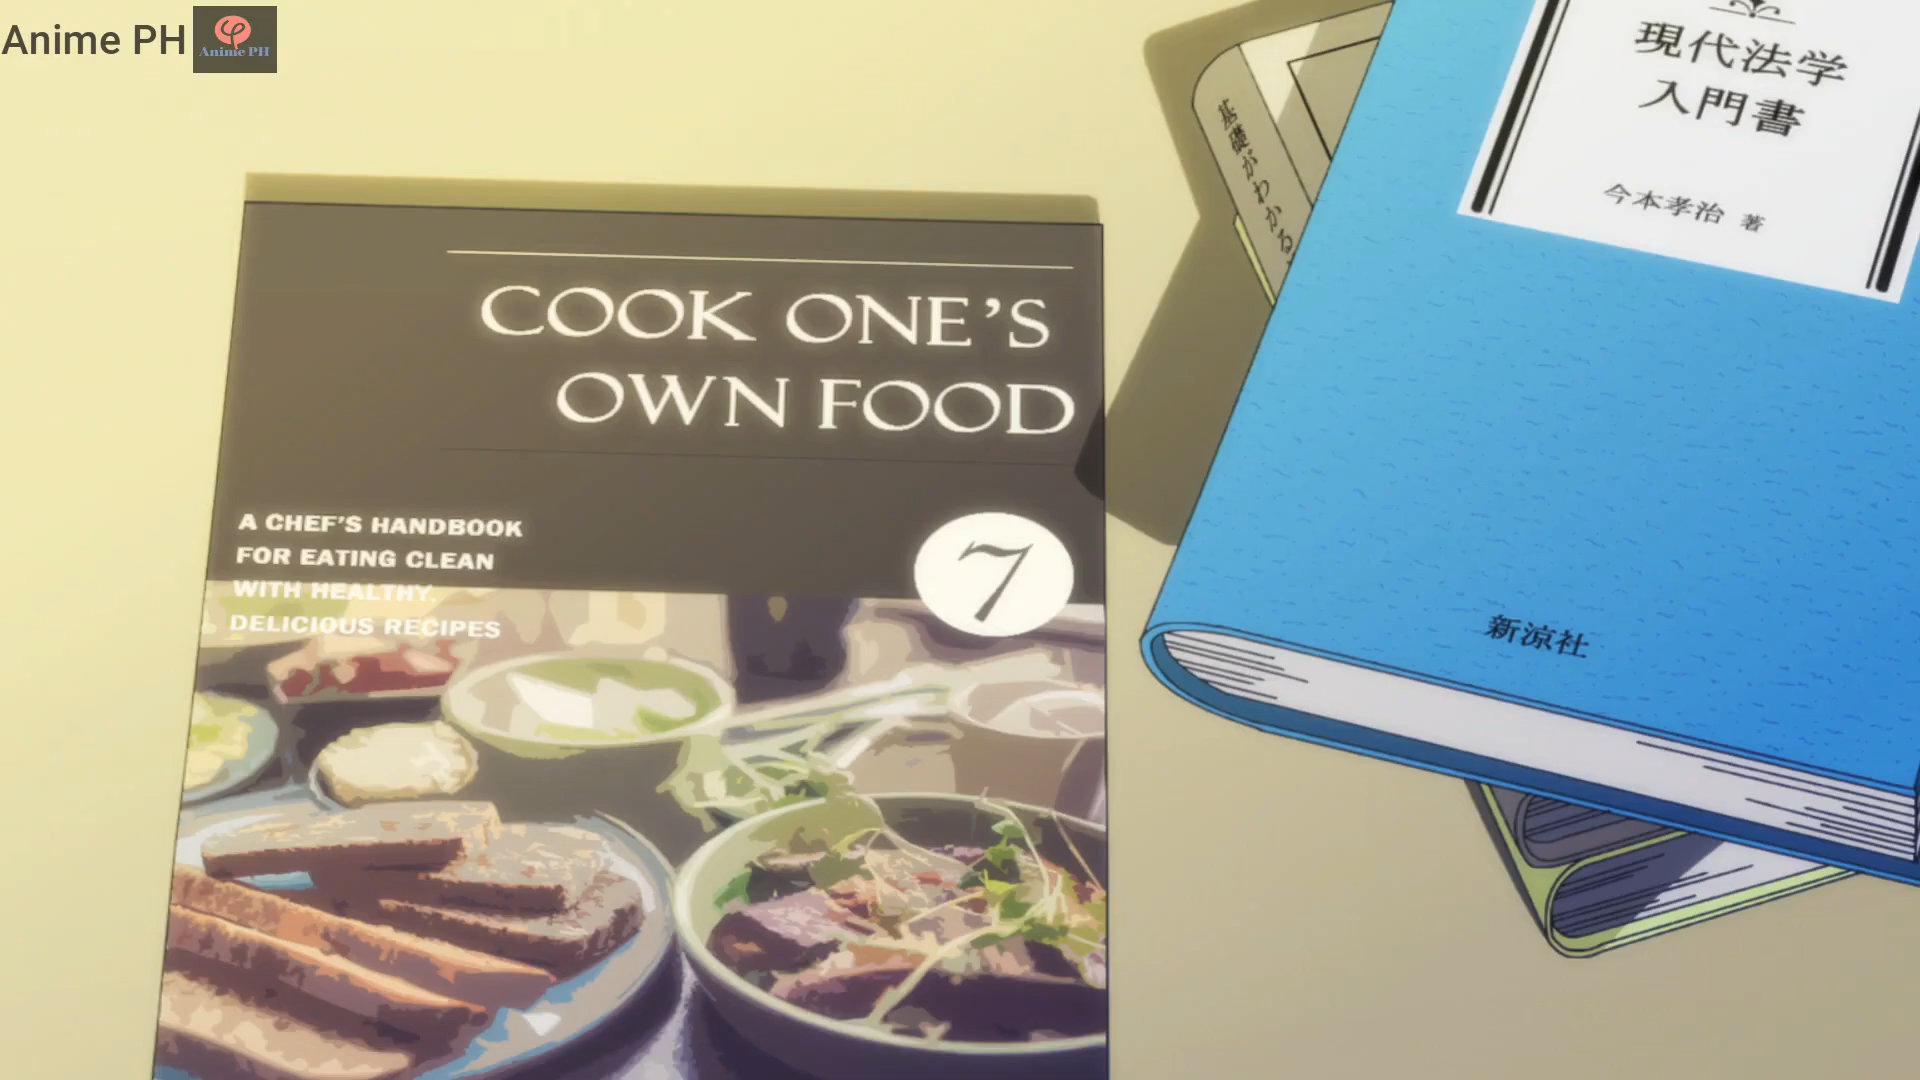 Anime PH
Anime PH
COOK ONE'S
OWN FOOD
A CHEF'S HANDBOOK
FOR EATING CLEAN
WITH HEALTHY.
DELICIOUS RECIPES
7
基礎がわかる
現代法学
入門書
今本孝治 著
新涼社